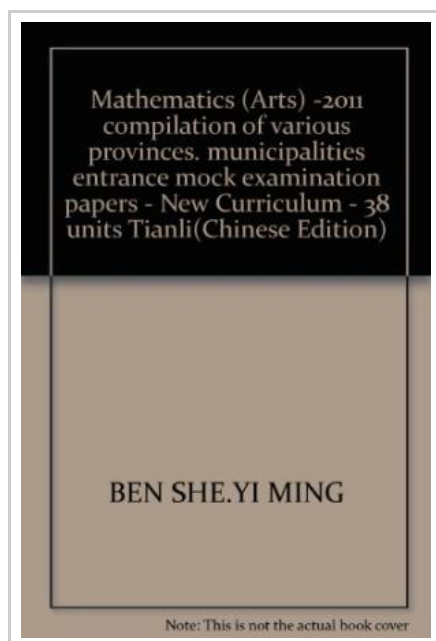 Mathematics (Arts) -2011
compilation of various
provinces. municipalities
entrance mock examination
papers - New Curriculum - 38
units Tianli(Chinese Edition)
BEN SHE.YI MING
Note: This is not the actual book cover